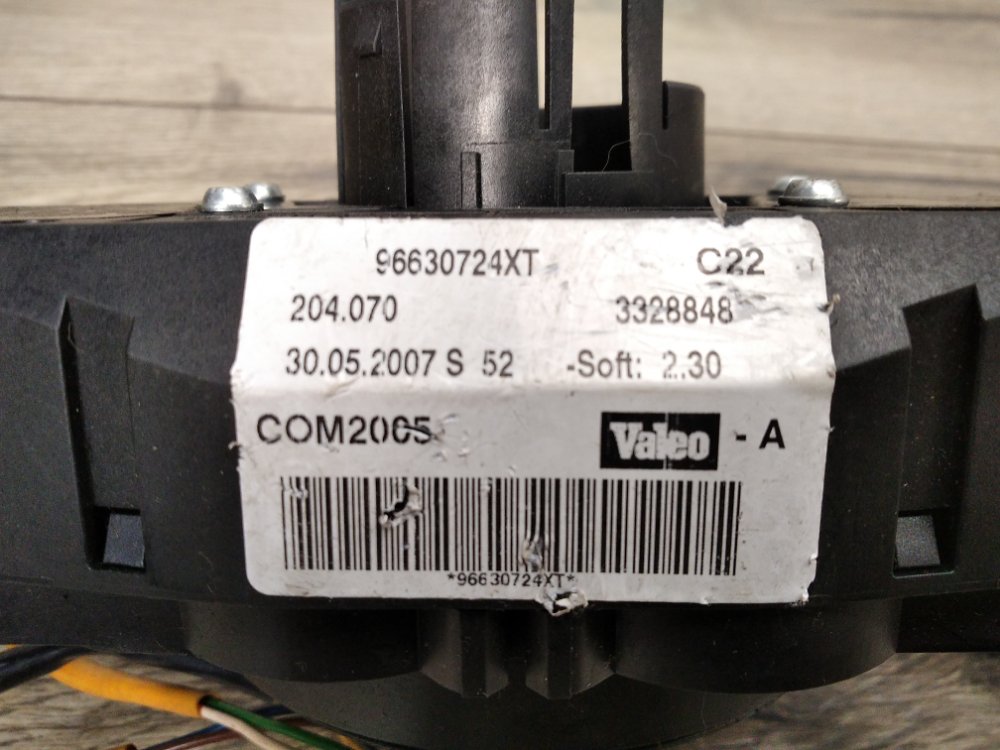 96630724XT C22
204.070 3328848
30.05.2007 S 52 -Soft: 2.30
COM2005 Valeo - A
*96630724XT*